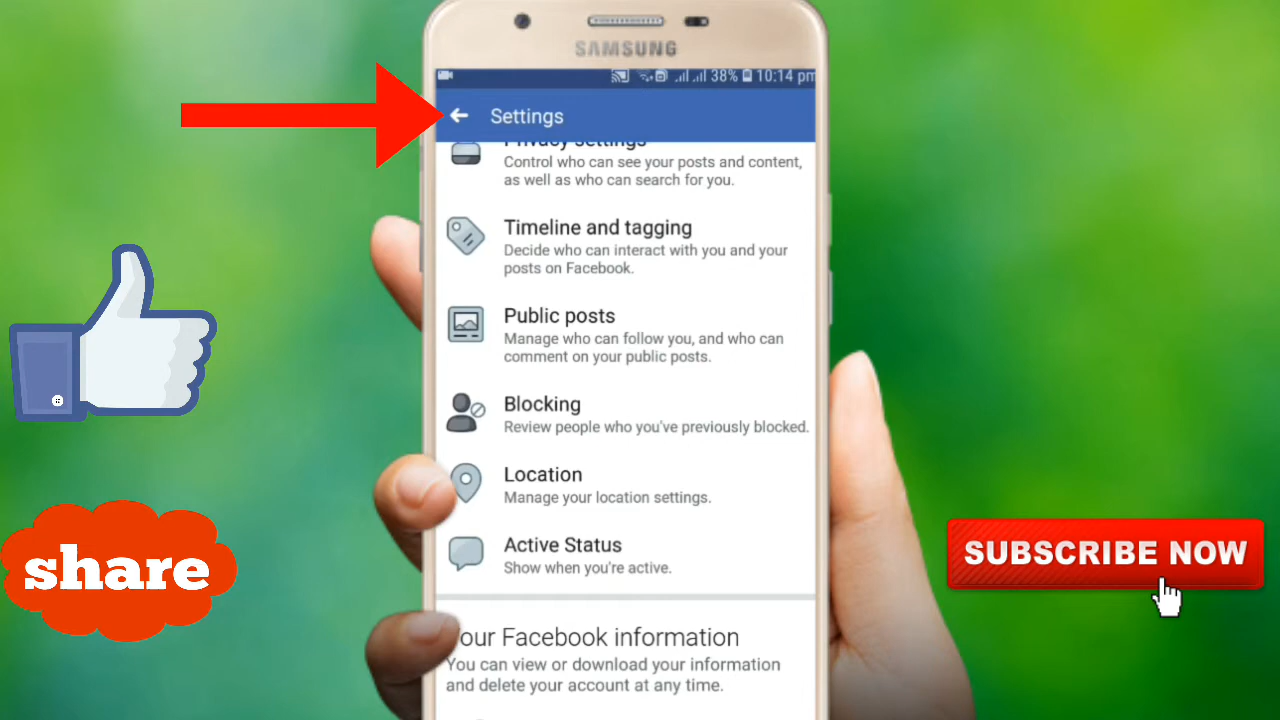 SAMSUNG
38% 10:14 pm
Settings
Privacy settings
Control who can see your posts and content,
as well as who can search for you.
Timeline and tagging
Decide who can interact with you and your
posts on Facebook.
Public posts
Manage who can follow you, and who can
comment on your public posts.
Blocking
Review people who you've previously blocked.
Location
Manage your location settings.
Active Status
Show when you're active.
share
SUBSCRIBE NOW
our Facebook information
You can view or download your information
and delete your account at any time.